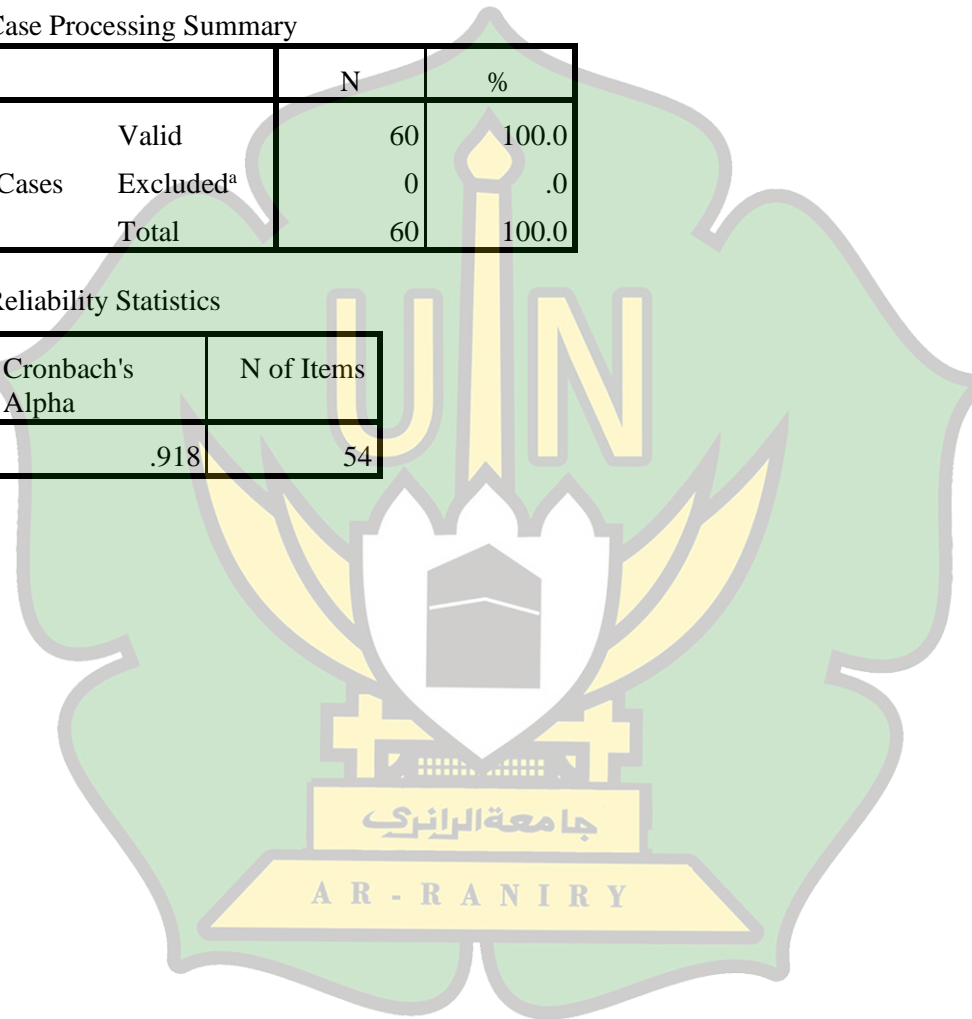 Case Processing Summary
N %
Valid 60 100.0
Cases Excludedᵃ 0 .0
Total 60 100.0
Reliability Statistics
Cronbach's Alpha N of Items
.918 54
UIN
جامعة الرانري
AR-RANIRY